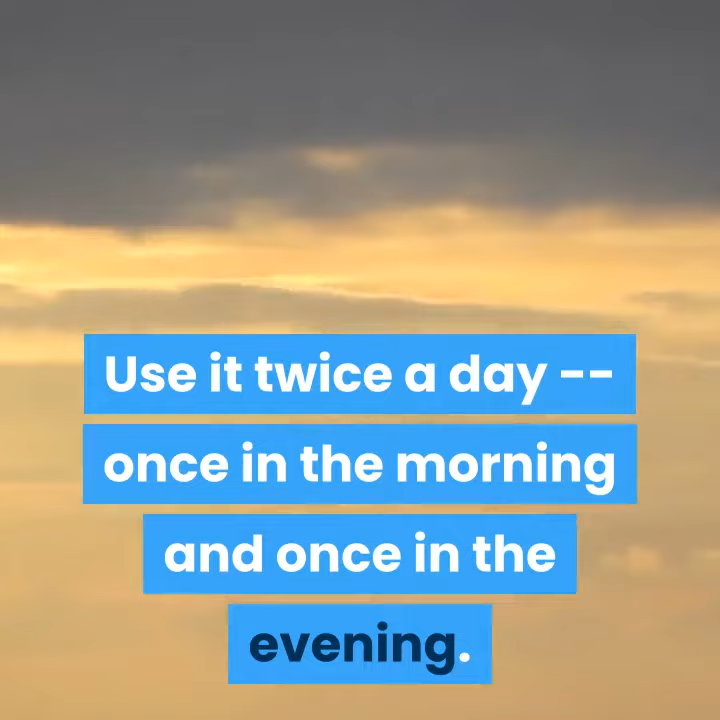 Use it twice a day --
once in the morning
and once in the
evening.